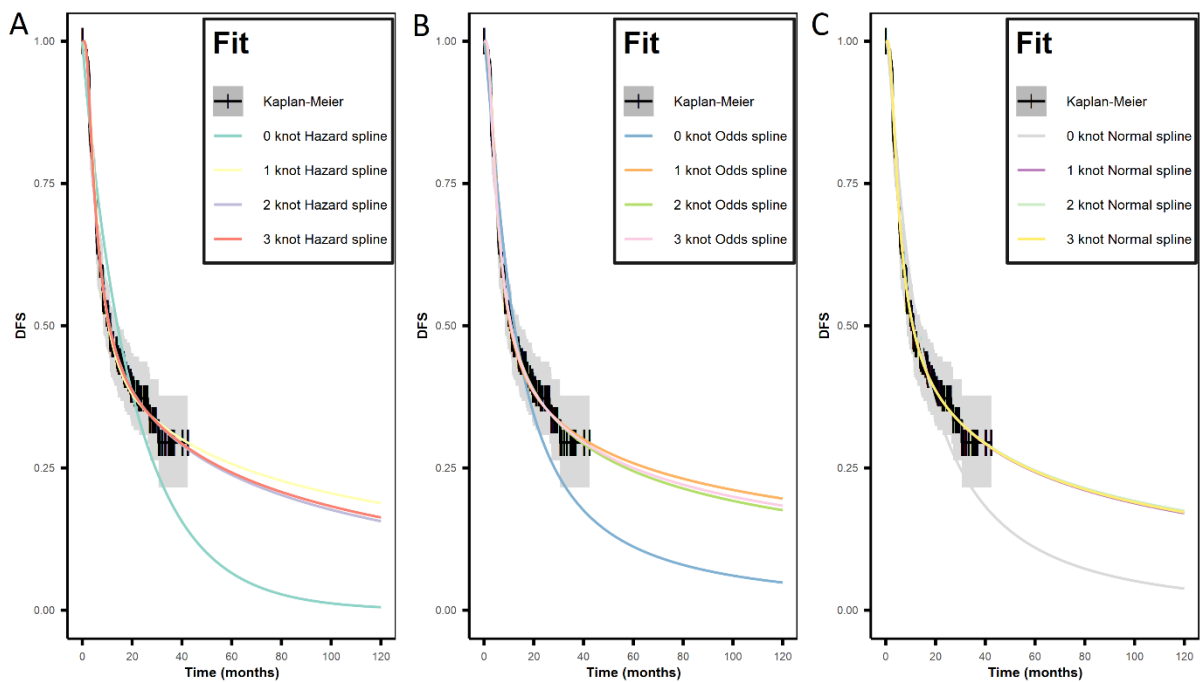 A
Fit
Kaplan-Meier
0 knot Hazard spline
1 knot Hazard spline
2 knot Hazard spline
3 knot Hazard spline
1.00
0.75
0.50
0.25
0.00
DFS
0 20 40 60 80 100 120
Time (months)
B
Fit
Kaplan-Meier
0 knot Odds spline
1 knot Odds spline
2 knot Odds spline
3 knot Odds spline
1.00
0.75
0.50
0.25
0.00
DFS
0 20 40 60 80 100 120
Time (months)
C
Fit
Kaplan-Meier
0 knot Normal spline
1 knot Normal spline
2 knot Normal spline
3 knot Normal spline
1.00
0.75
0.50
0.25
0.00
DFS
0 20 40 60 80 100 120
Time (months)